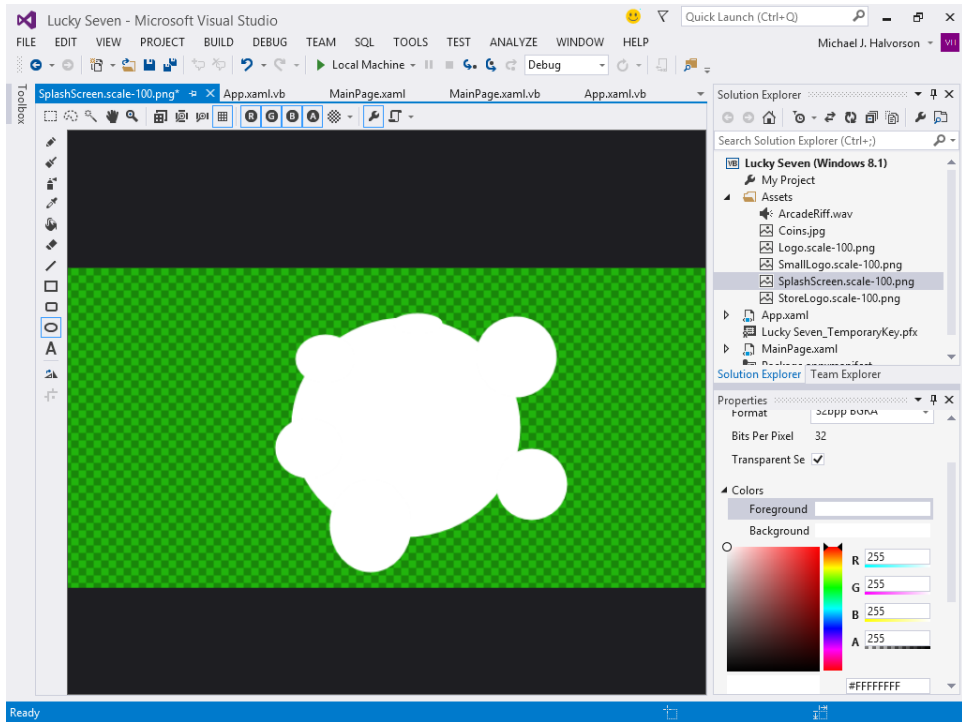 Lucky Seven - Microsoft Visual Studio
Quick Launch (Ctrl+Q)
FILE EDIT VIEW PROJECT BUILD DEBUG TEAM SQL TOOLS TEST ANALYZE WINDOW HELP
Michael J. Halvorson
Local Machine
Debug
Toolbox
SplashScreen.scale-100.png*
App.xaml.vb
MainPage.xaml
MainPage.xaml.vb
App.xaml.vb
R G B A
A
Solution Explorer
Search Solution Explorer (Ctrl+;)
VB Lucky Seven (Windows 8.1)
My Project
Assets
ArcadeRiff.wav
Coins.jpg
Logo.scale-100.png
SmallLogo.scale-100.png
SplashScreen.scale-100.png
StoreLogo.scale-100.png
App.xaml
Lucky Seven_TemporaryKey.pfx
MainPage.xaml
Package.appxmanifest
Solution Explorer Team Explorer
Properties
Format 32bpp BGRA
Bits Per Pixel 32
Transparent Se
Colors
Foreground
Background
R 255
G 255
B 255
A 255
#FFFFFFFF
Ready